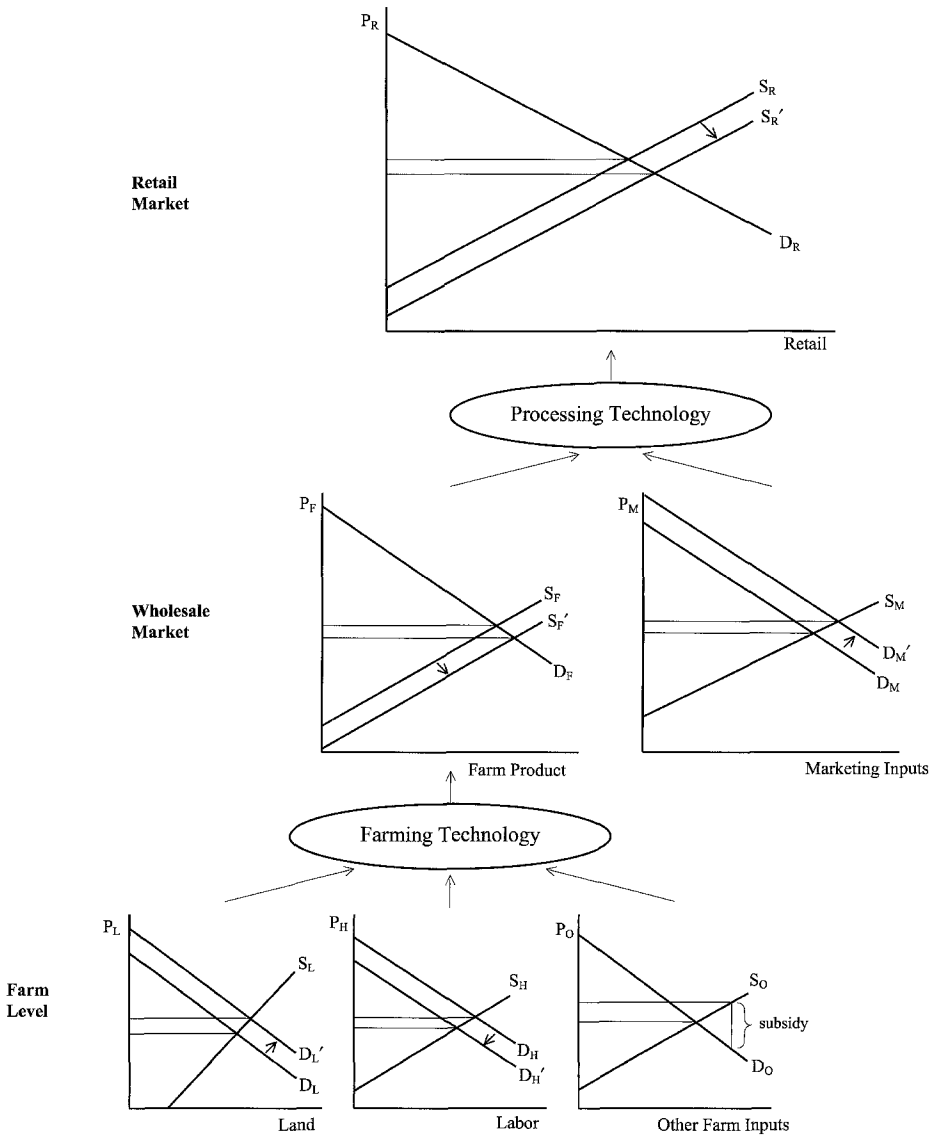 P_R
S_R
S_R′
Retail
Market
D_R
Retail
Processing Technology
P_F
P_M
S_F
S_F′
S_M
Wholesale
Market
D_F
D_M′
D_M
Farm Product
Marketing Inputs
Farming Technology
P_L
P_H
P_O
S_L
S_H
S_O
Farm
Level
subsidy
D_L′
D_L
D_H
D_H′
D_O
Land
Labor
Other Farm Inputs